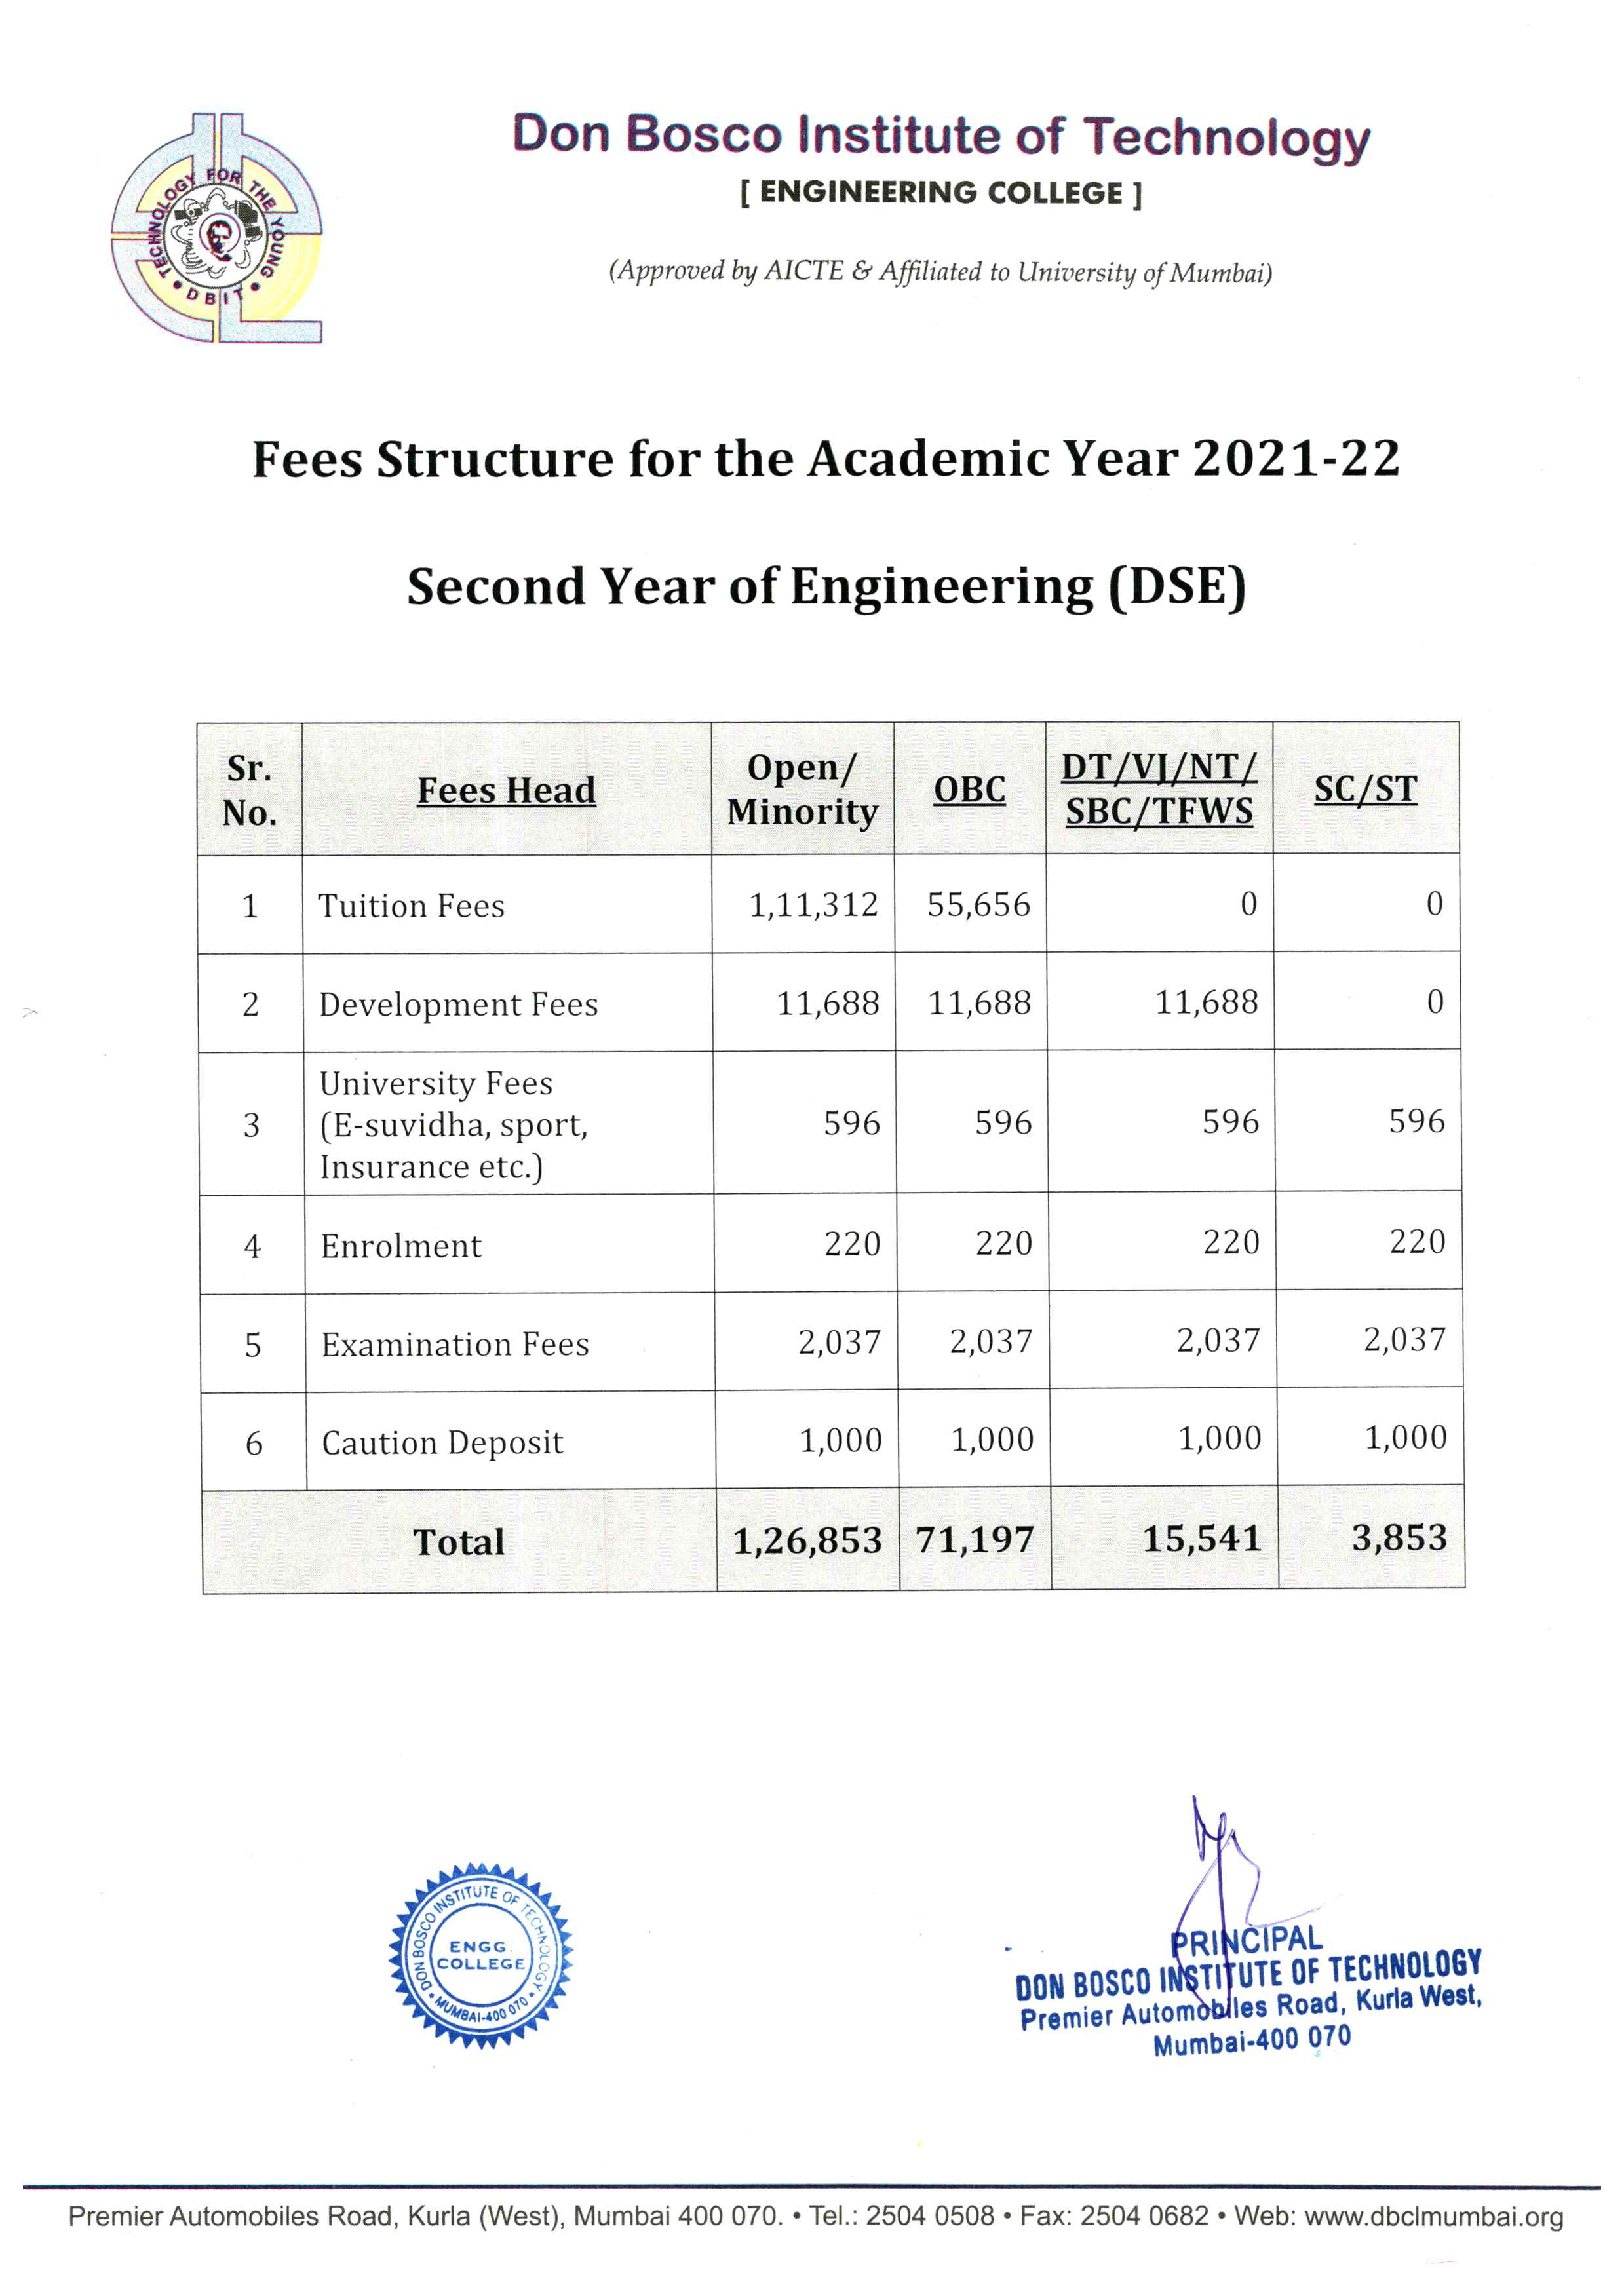 TECHNOLOGY FOR THE YOUNG
• DBIT •
Don Bosco Institute of Technology
[ ENGINEERING COLLEGE ]
(Approved by AICTE & Affiliated to University of Mumbai)
Fees Structure for the Academic Year 2021-22
Second Year of Engineering (DSE)
Sr. No. Fees Head Open/ Minority OBC DT/VJ/NT/ SBC/TFWS SC/ST
1 Tuition Fees 1,11,312 55,656 0 0
2 Development Fees 11,688 11,688 11,688 0
3 University Fees (E-suvidha, sport, Insurance etc.) 596 596 596 596
4 Enrolment 220 220 220 220
5 Examination Fees 2,037 2,037 2,037 2,037
6 Caution Deposit 1,000 1,000 1,000 1,000
Total 1,26,853 71,197 15,541 3,853
DON BOSCO INSTITUTE OF TECHNOLOGY
• MUMBAI-400 070 •
ENGG.
COLLEGE
PRINCIPAL
DON BOSCO INSTITUTE OF TECHNOLOGY
Premier Automobiles Road, Kurla West,
Mumbai-400 070
Premier Automobiles Road, Kurla (West), Mumbai 400 070. • Tel.: 2504 0508 • Fax: 2504 0682 • Web: www.dbclmumbai.org